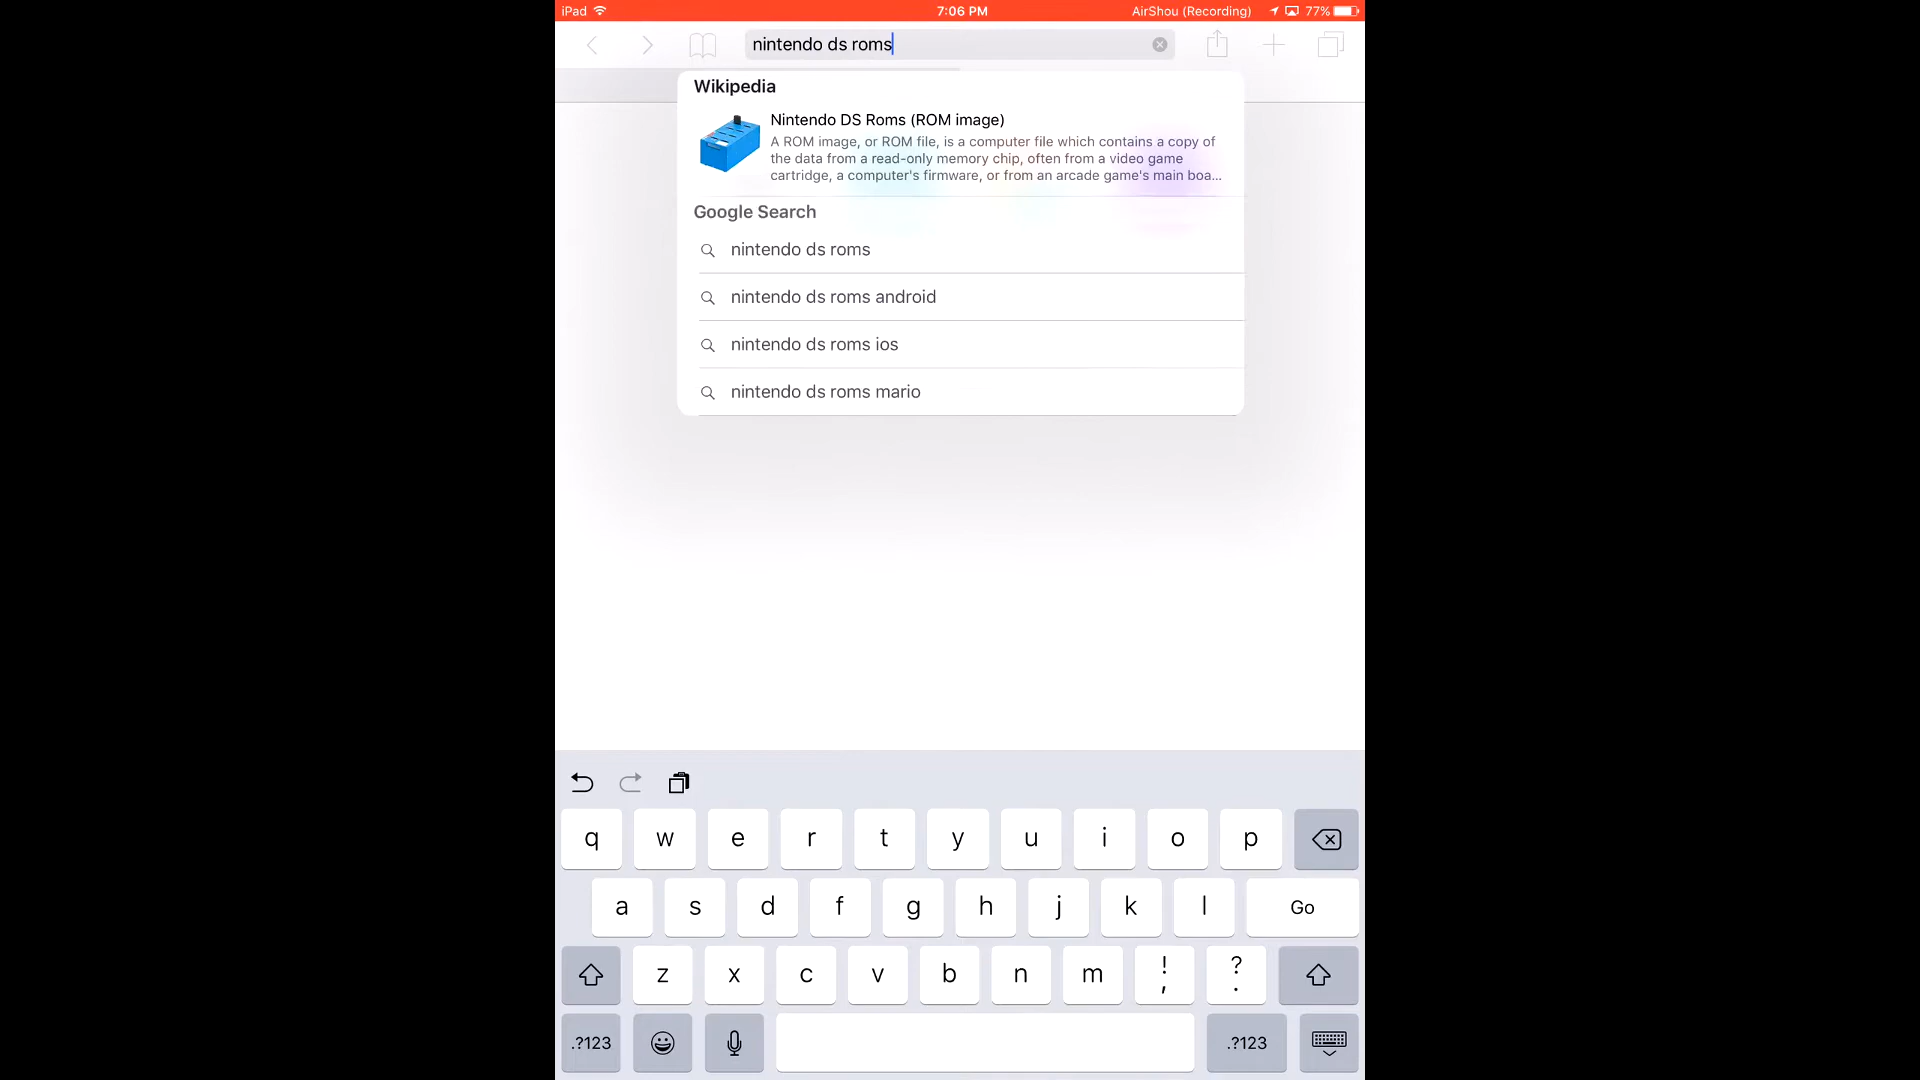 iPad 7:06 PM AirShou (Recording) 77%
nintendo ds roms
Wikipedia
Nintendo DS Roms (ROM image)
A ROM image, or ROM file, is a computer file which contains a copy of
the data from a read-only memory chip, often from a video game
cartridge, a computer's firmware, or from an arcade game's main boa...
Google Search
nintendo ds roms
nintendo ds roms android
nintendo ds roms ios
nintendo ds roms mario
q w e r t y u i o p
a s d f g h j k l Go
z x c v b n m ! , ? .
.?123 .?123